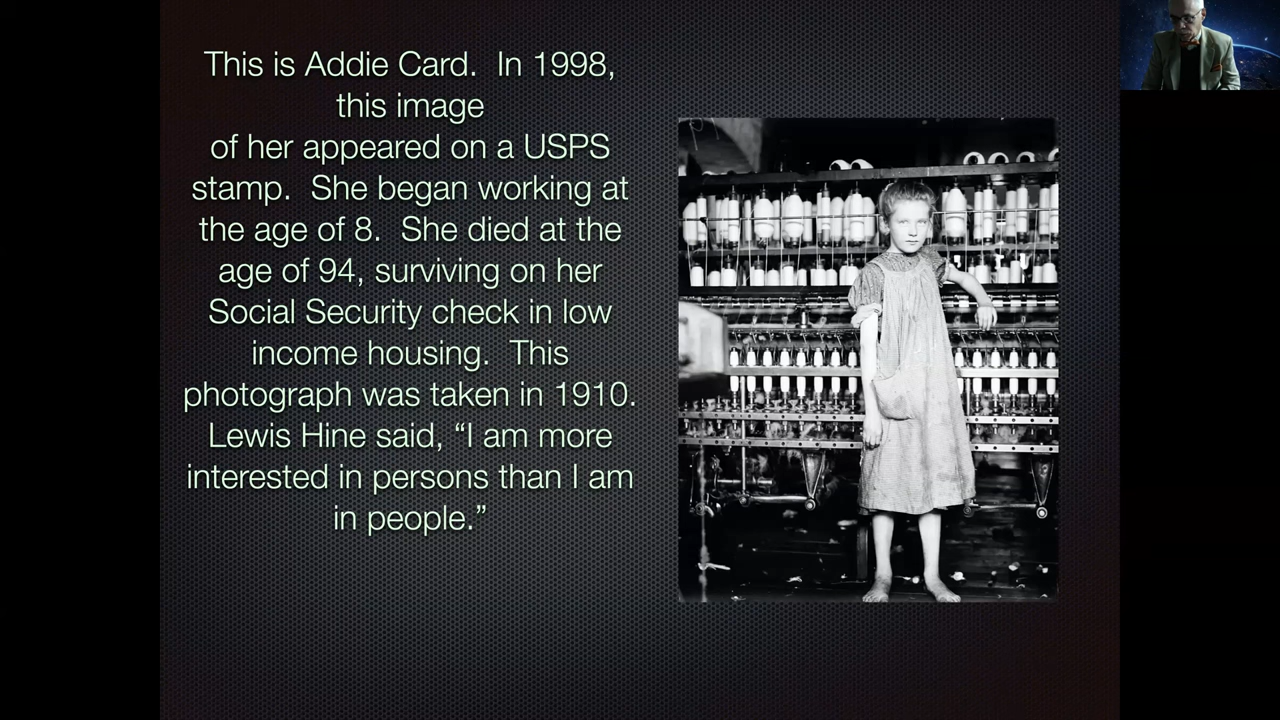 This is Addie Card.  In 1998,
this image
of her appeared on a USPS
stamp.  She began working at
the age of 8.  She died at the
age of 94, surviving on her
Social Security check in low
income housing.  This
photograph was taken in 1910.
Lewis Hine said, “I am more
interested in persons than I am
in people.”